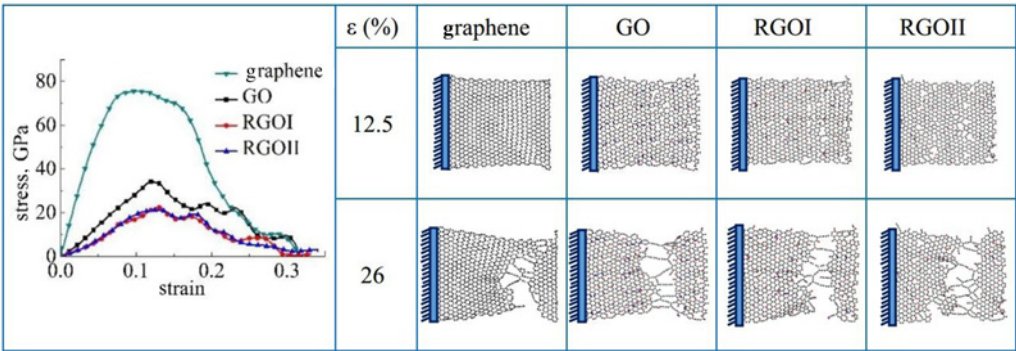 ε (%) graphene GO RGOI RGOII
80
60
40
20
0
stress. GPa
graphene
GO
RGOI
RGOII
0.0 0.1 0.2 0.3
strain
12.5
26